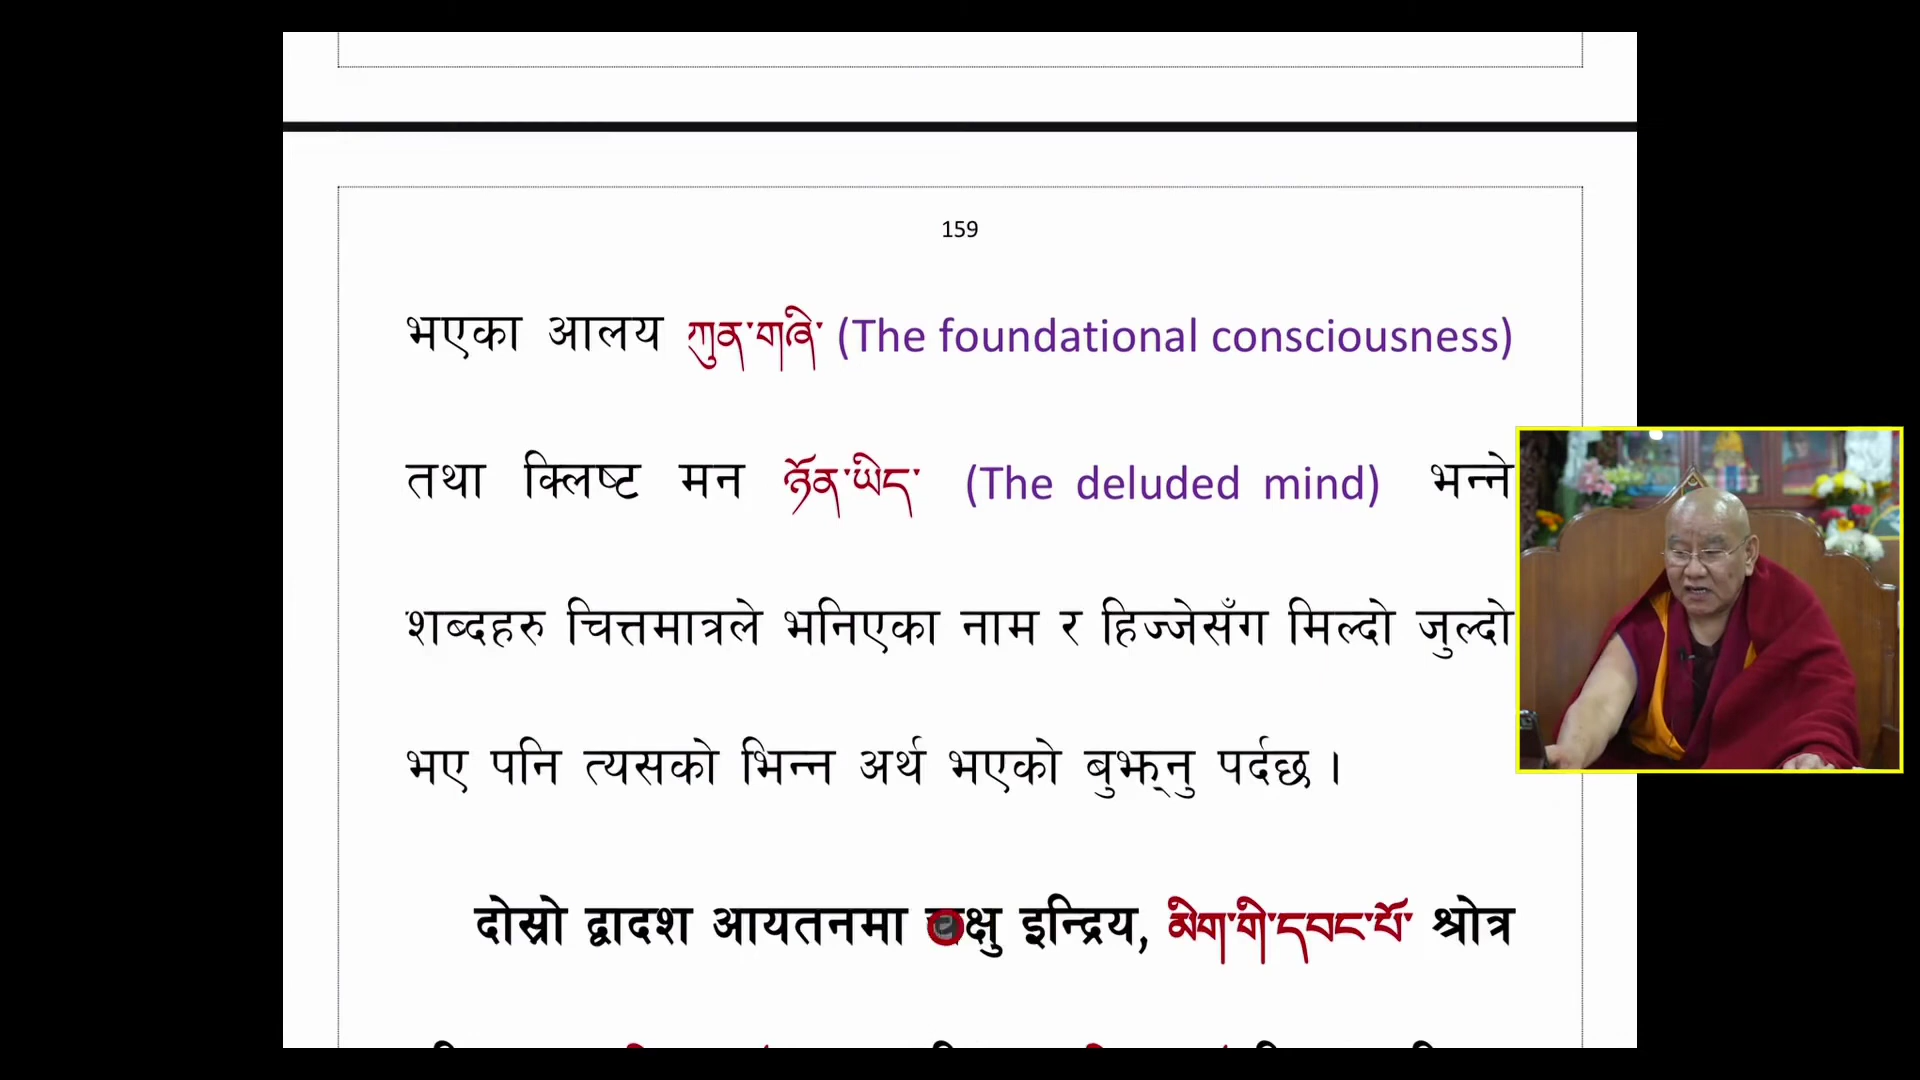 159
भएका आलय ཀུན་གཞི་ (The foundational consciousness)
तथा क्लिष्ट मन ཉོན་ཡིད་ (The deluded mind) भन्ने
शब्दहरु चित्तमात्रले भनिएका नाम र हिज्जेसँग मिल्दो जुल्दो
भए पनि त्यसको भिन्न अर्थ भएको बुझ्नु पर्दछ ।
दोस्रो द्वादश आयतनमा चक्षु इन्द्रिय, མིག་གི་དབང་པོ་ श्रोत्र